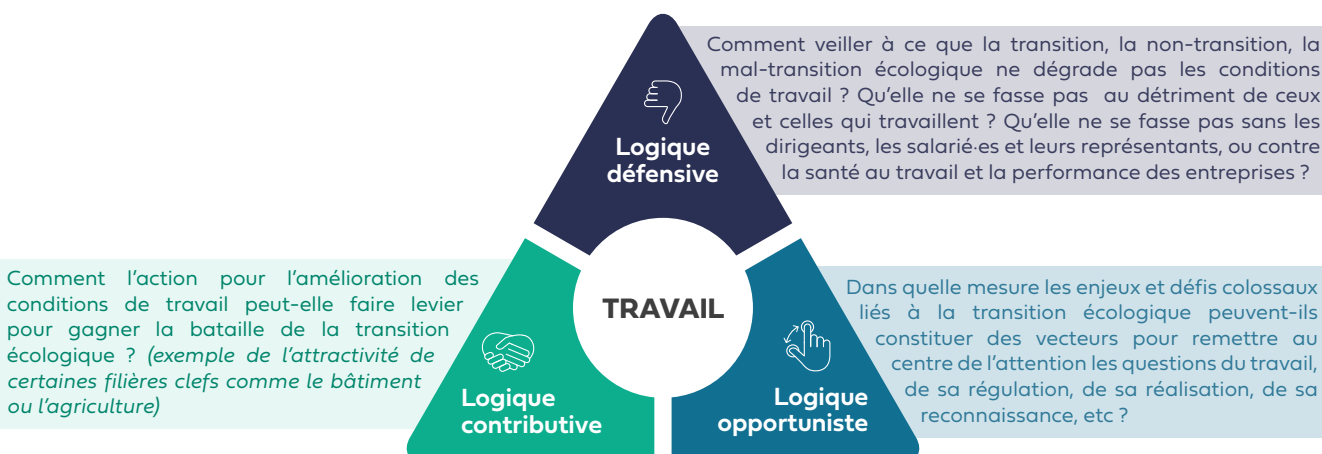 Comment veiller à ce que la transition, la non-transition, la
mal-transition écologique ne dégrade pas les conditions
de travail ? Qu'elle ne se fasse pas au détriment de ceux
et celles qui travaillent ? Qu'elle ne se fasse pas sans les
dirigeants, les salarié·es et leurs représentants, ou contre
la santé au travail et la performance des entreprises ?
Logique
défensive
Comment l'action pour l'amélioration des
conditions de travail peut-elle faire levier
pour gagner la bataille de la transition
écologique ? (exemple de l'attractivité de
certaines filières clefs comme le bâtiment
ou l'agriculture)
TRAVAIL
Dans quelle mesure les enjeux et défis colossaux
liés à la transition écologique peuvent-ils
constituer des vecteurs pour remettre au
centre de l'attention les questions du travail,
de sa régulation, de sa réalisation, de sa
reconnaissance, etc ?
Logique
contributive
Logique
opportuniste